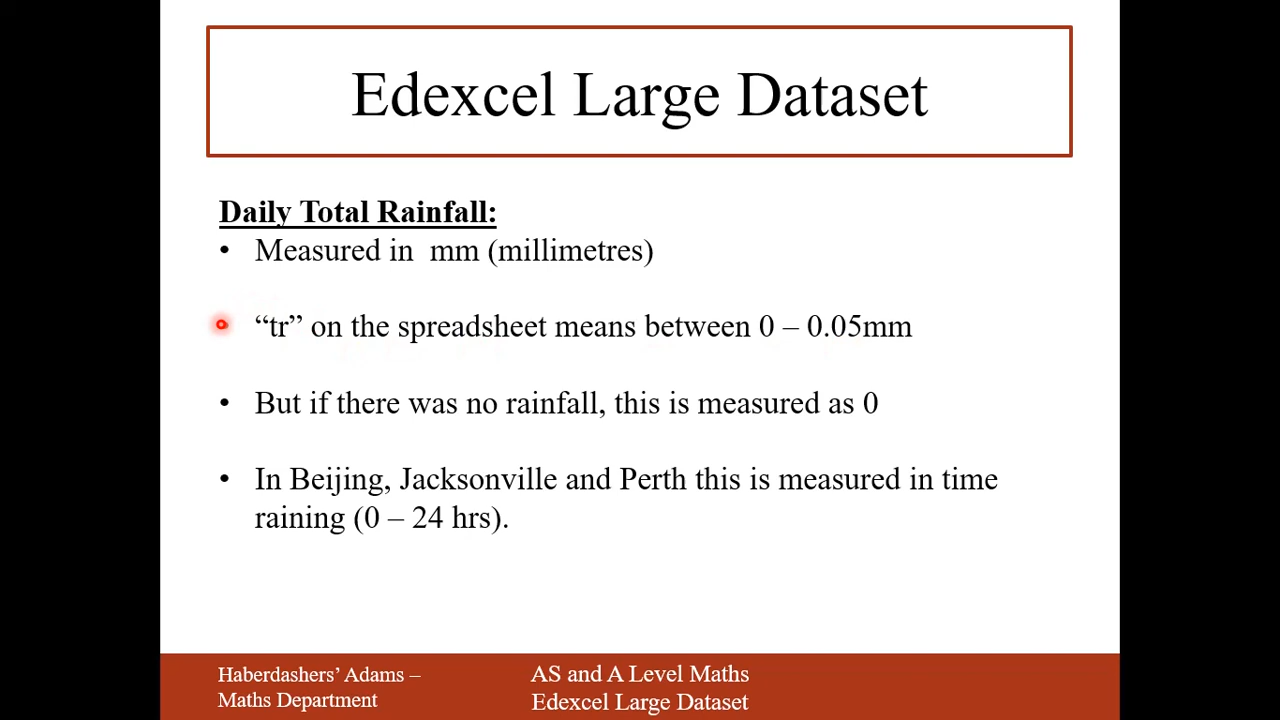 Edexcel Large Dataset
Daily Total Rainfall:
• Measured in  mm (millimetres)
“tr” on the spreadsheet means between 0 – 0.05mm
• But if there was no rainfall, this is measured as 0
• In Beijing, Jacksonville and Perth this is measured in time
raining (0 – 24 hrs).
Haberdashers’ Adams –
Maths Department
AS and A Level Maths
Edexcel Large Dataset